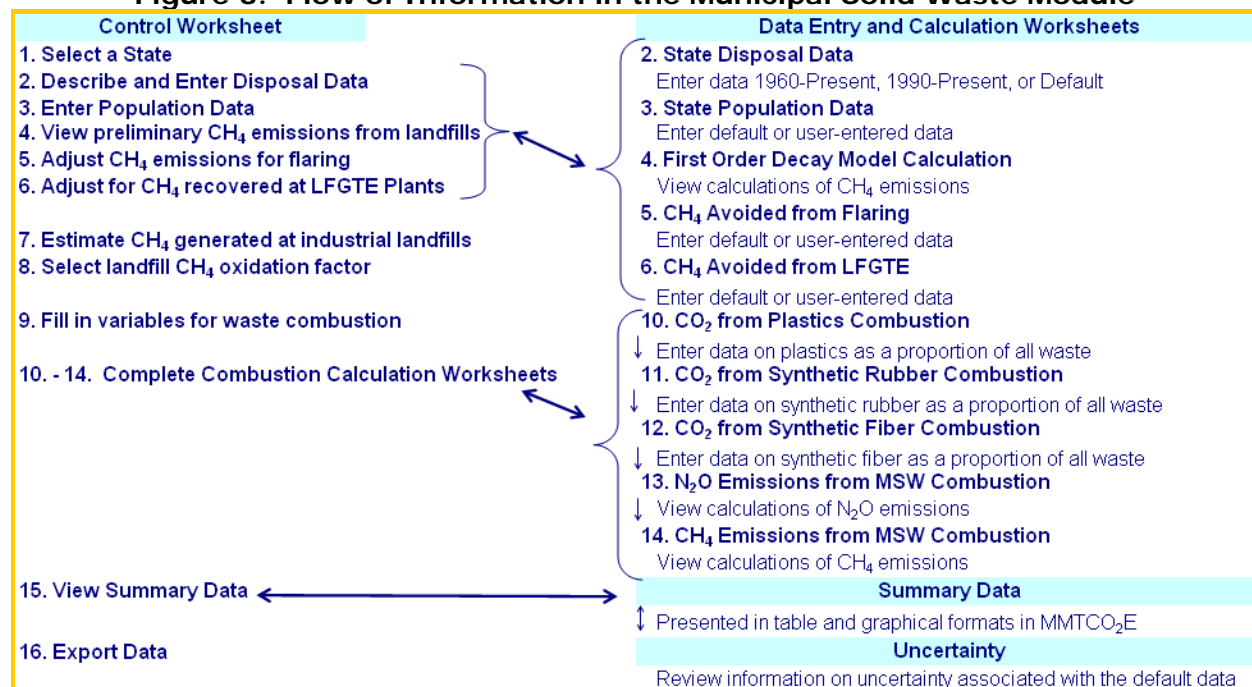 Figure 3. Flow of Information in the Municipal Solid Waste Module
Control Worksheet
1. Select a State
2. Describe and Enter Disposal Data
3. Enter Population Data
4. View preliminary CH₄ emissions from landfills
5. Adjust CH₄ emissions for flaring
6. Adjust for CH₄ recovered at LFGTE Plants
7. Estimate CH₄ generated at industrial landfills
8. Select landfill CH₄ oxidation factor
9. Fill in variables for waste combustion
10. - 14. Complete Combustion Calculation Worksheets
15. View Summary Data
16. Export Data
Data Entry and Calculation Worksheets
2. State Disposal Data
Enter data 1960-Present, 1990-Present, or Default
3. State Population Data
Enter default or user-entered data
4. First Order Decay Model Calculation
View calculations of CH₄ emissions
5. CH₄ Avoided from Flaring
Enter default or user-entered data
6. CH₄ Avoided from LFGTE
Enter default or user-entered data
10. CO₂ from Plastics Combustion
Enter data on plastics as a proportion of all waste
11. CO₂ from Synthetic Rubber Combustion
Enter data on synthetic rubber as a proportion of all waste
12. CO₂ from Synthetic Fiber Combustion
Enter data on synthetic fiber as a proportion of all waste
13. N₂O Emissions from MSW Combustion
View calculations of N₂O emissions
14. CH₄ Emissions from MSW Combustion
View calculations of CH₄ emissions
Summary Data
Presented in table and graphical formats in MMTCO₂E
Uncertainty
Review information on uncertainty associated with the default data